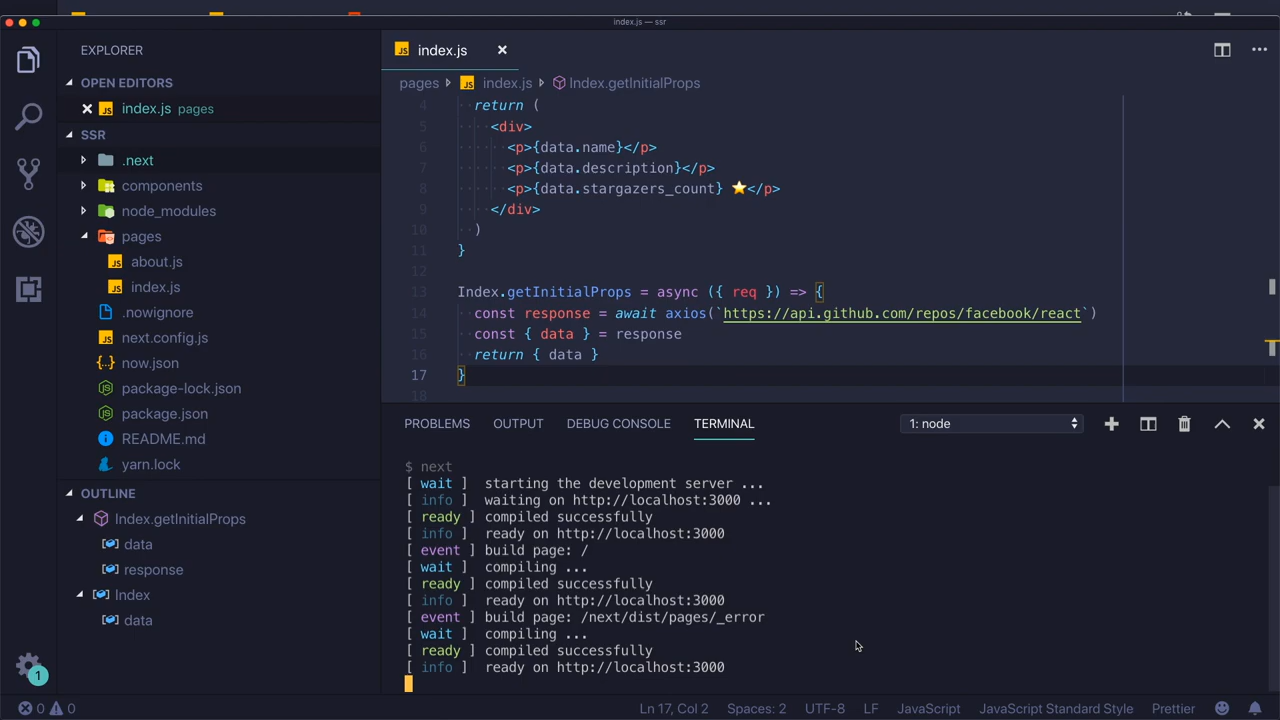 index.js — ssr
EXPLORER
OPEN EDITORS
JS index.js pages
SSR
.next
components
node_modules
pages
JS about.js
JS index.js
.nowignore
JS next.config.js
{..} now.json
package-lock.json
package.json
README.md
yarn.lock
OUTLINE
Index.getInitialProps
data
response
Index
data
1
JS index.js
pages JS index.js Index.getInitialProps
4 return (
5 <div>
6 <p>{data.name}</p>
7 <p>{data.description}</p>
8 <p>{data.stargazers_count} ⭐</p>
9 </div>
10 )
11 }
12
13 Index.getInitialProps = async ({ req }) => {
14 const response = await axios(`https://api.github.com/repos/facebook/react`)
15 const { data } = response
16 return { data }
17 }
18
PROBLEMS OUTPUT DEBUG CONSOLE TERMINAL 1: node
$ next
[ wait ] starting the development server ...
[ info ] waiting on http://localhost:3000 ...
[ ready ] compiled successfully
[ info ] ready on http://localhost:3000
[ event ] build page: /
[ wait ] compiling ...
[ ready ] compiled successfully
[ info ] ready on http://localhost:3000
[ event ] build page: /next/dist/pages/_error
[ wait ] compiling ...
[ ready ] compiled successfully
[ info ] ready on http://localhost:3000
0 0 Ln 17, Col 2 Spaces: 2 UTF-8 LF JavaScript JavaScript Standard Style Prettier